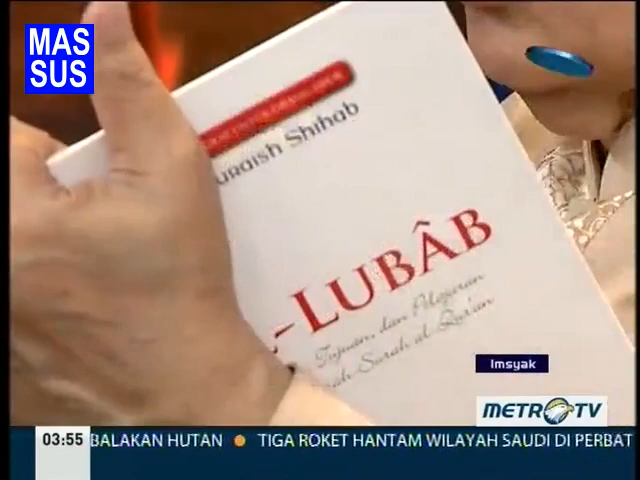 MAS
SUS
uraish Shihab
-LUBÂB
Tujuan, dan Pelajaran
Surah al-Qur'an
Imsyak
METRO TV
03:55 BALAKAN HUTAN • TIGA ROKET HANTAM WILAYAH SAUDI DI PERBAT